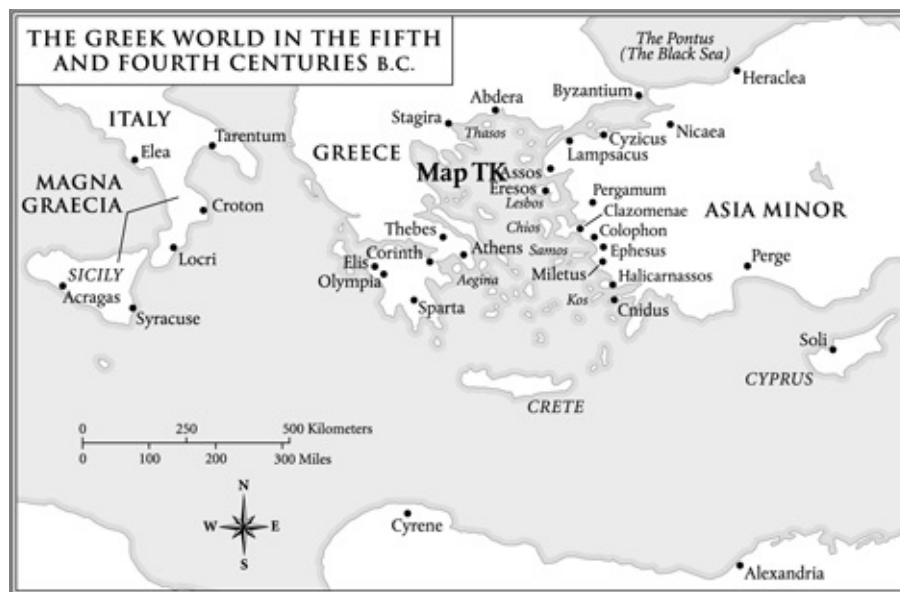 THE GREEK WORLD IN THE FIFTH
AND FOURTH CENTURIES B.C.
The Pontus
(The Black Sea)
Heraclea
Byzantium
Abdera
Stagira
Thasos
Nicaea
Cyzicus
Lampsacus
ITALY
Tarentum
Elea
GREECE
Map TK
Assos
Eresos
Lesbos
Pergamum
MAGNA
GRAECIA
Croton
Chios
Clazomenae
ASIA MINOR
Colophon
Thebes
Locri
Corinth
Athens
Samos
Ephesus
SICILY
Elis
Olympia
Aegina
Miletus
Perge
Halicarnassos
Acragas
Syracuse
Sparta
Kos
Cnidus
Soli
CYPRUS
CRETE
0 250 500 Kilometers
0 100 200 300 Miles
N
W E
S
Cyrene
Alexandria